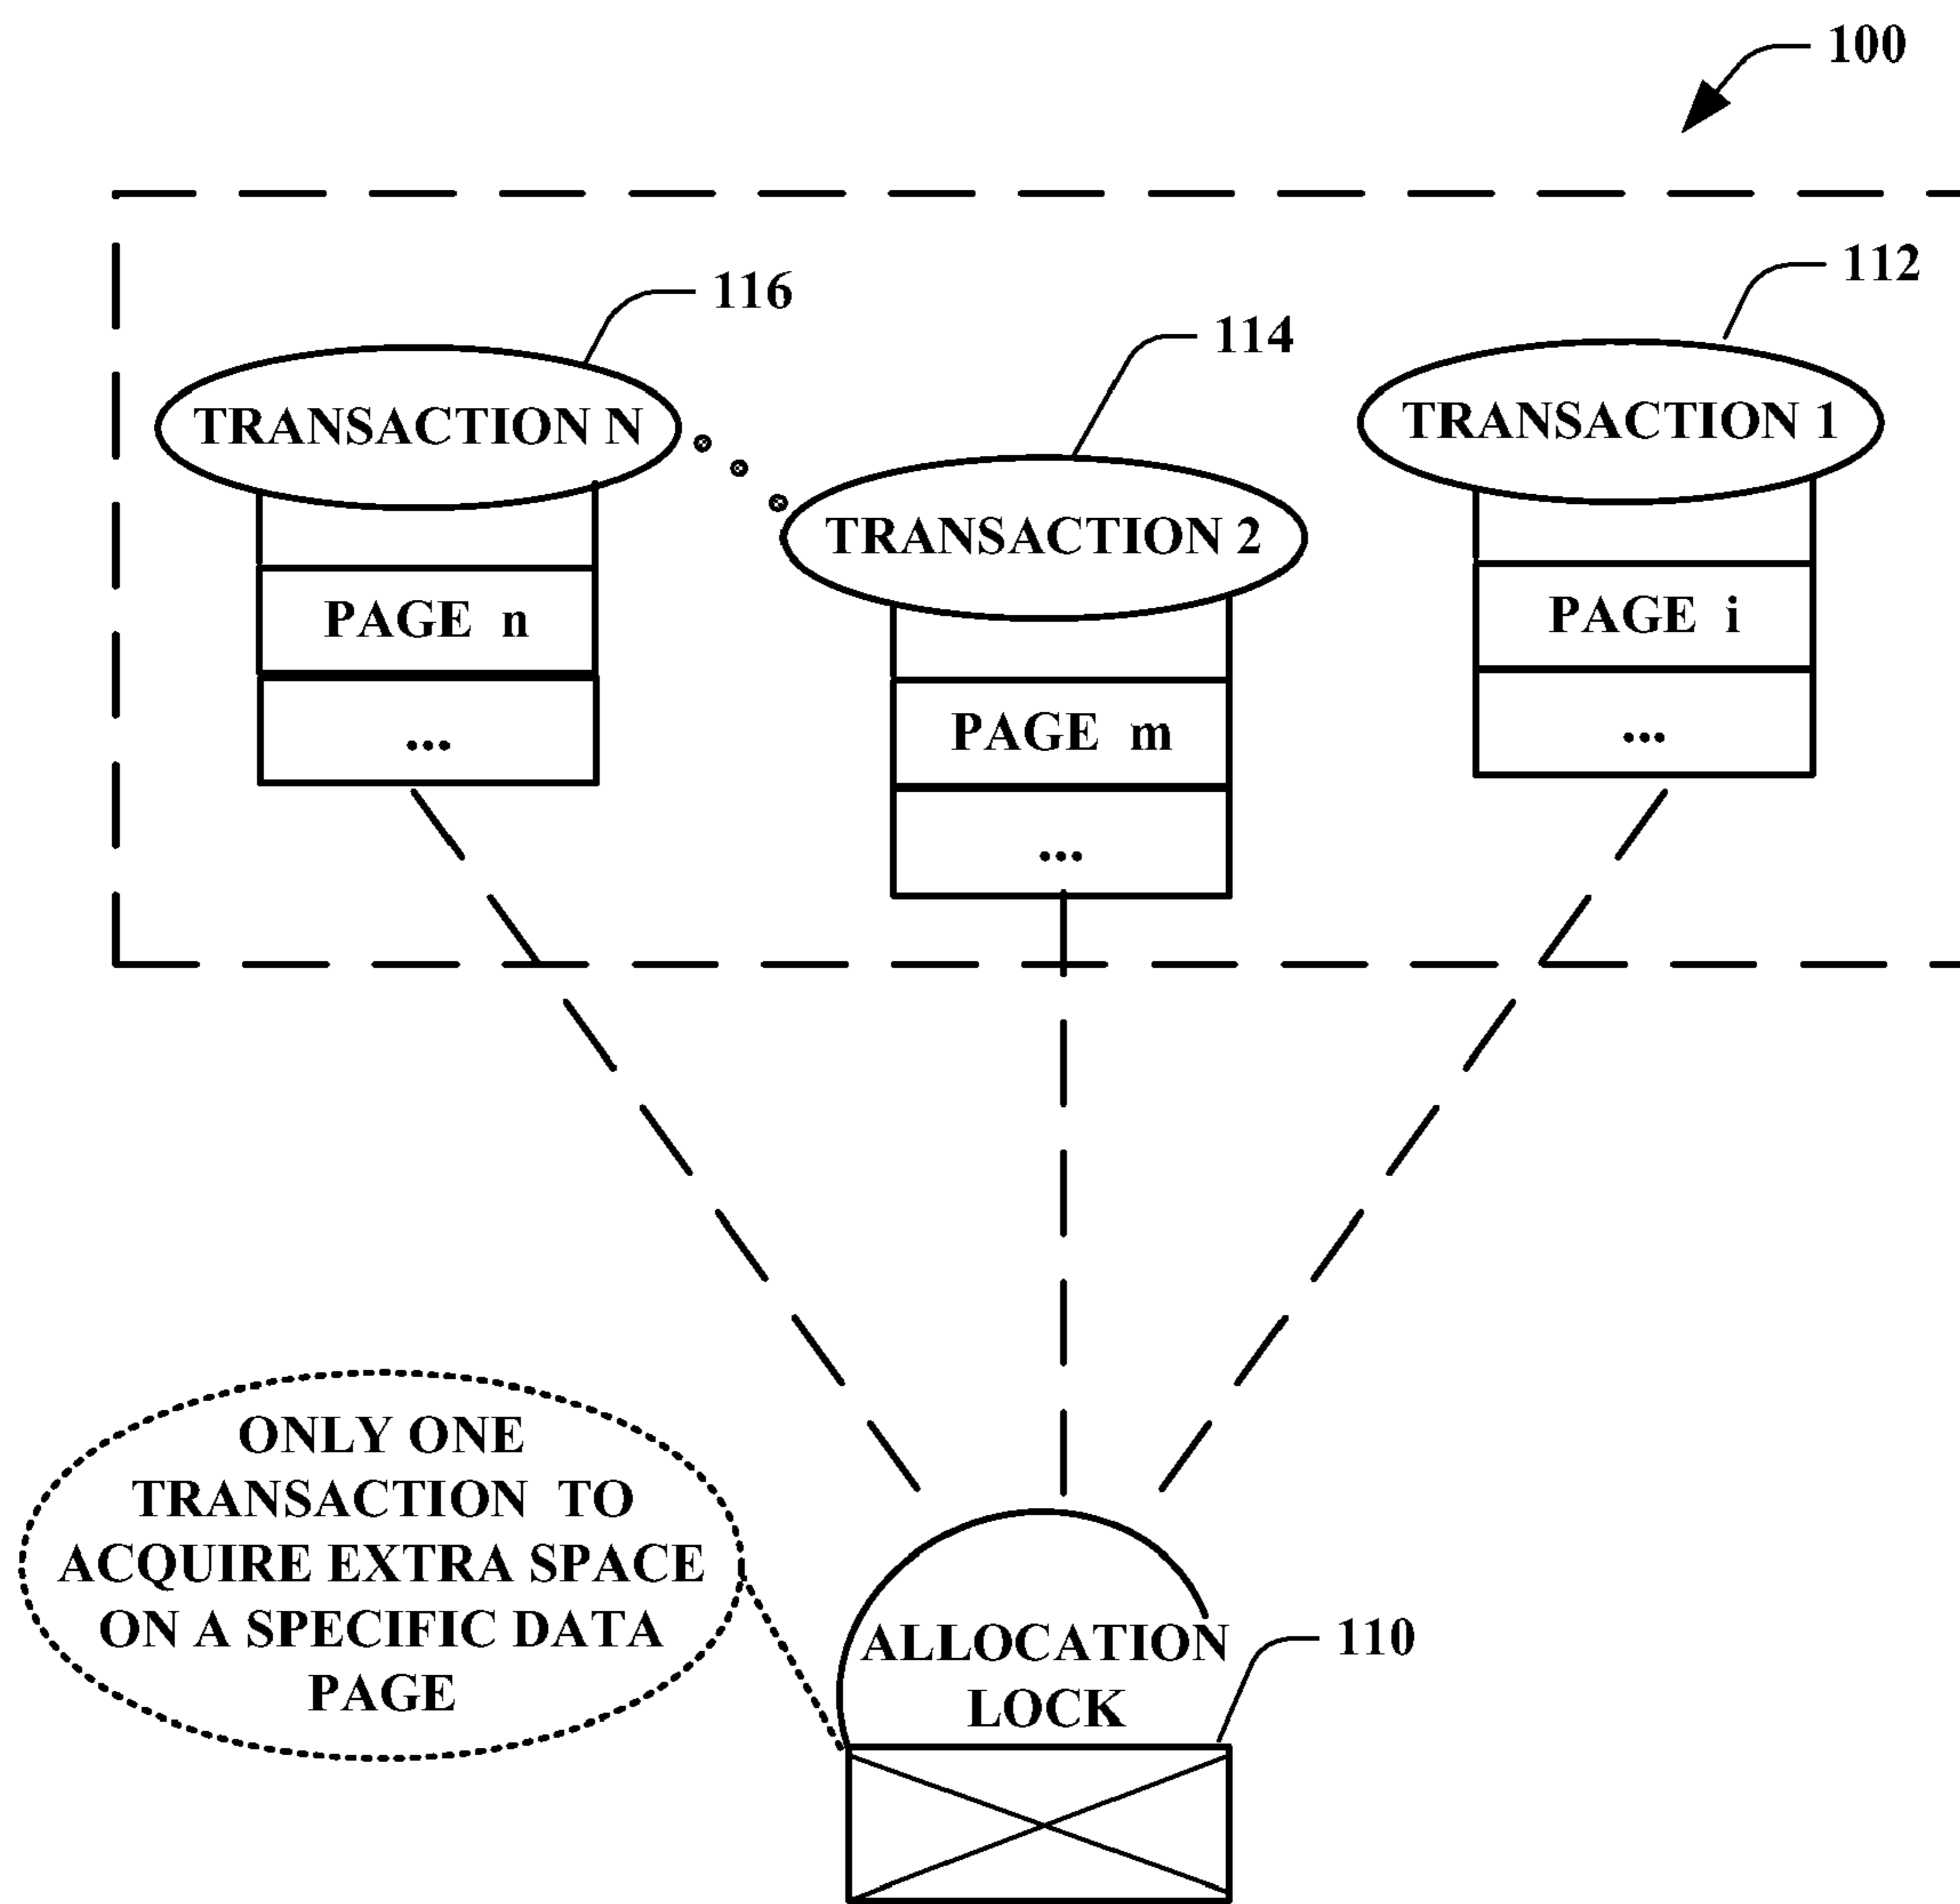 100
112
116
114
TRANSACTION N
TRANSACTION 1
TRANSACTION 2
PAGE n
PAGE i
PAGE m
...
...
...
ONLY ONE
TRANSACTION TO
ACQUIRE EXTRA SPACE
ON A SPECIFIC DATA
PAGE
ALLOCATION
LOCK
110